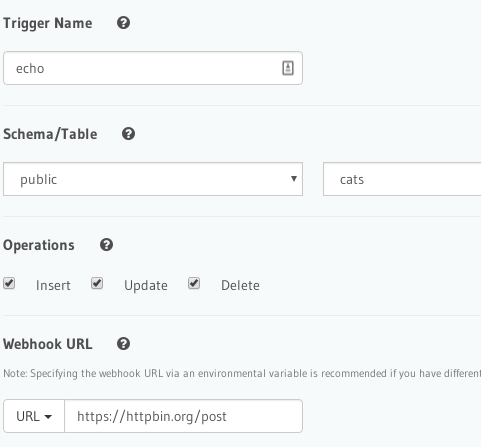 Trigger Name
echo
Schema/Table
public cats
Operations
Insert Update Delete
Webhook URL
Note: Specifying the webhook URL via an environmental variable is recommended if you have different
URL https://httpbin.org/post